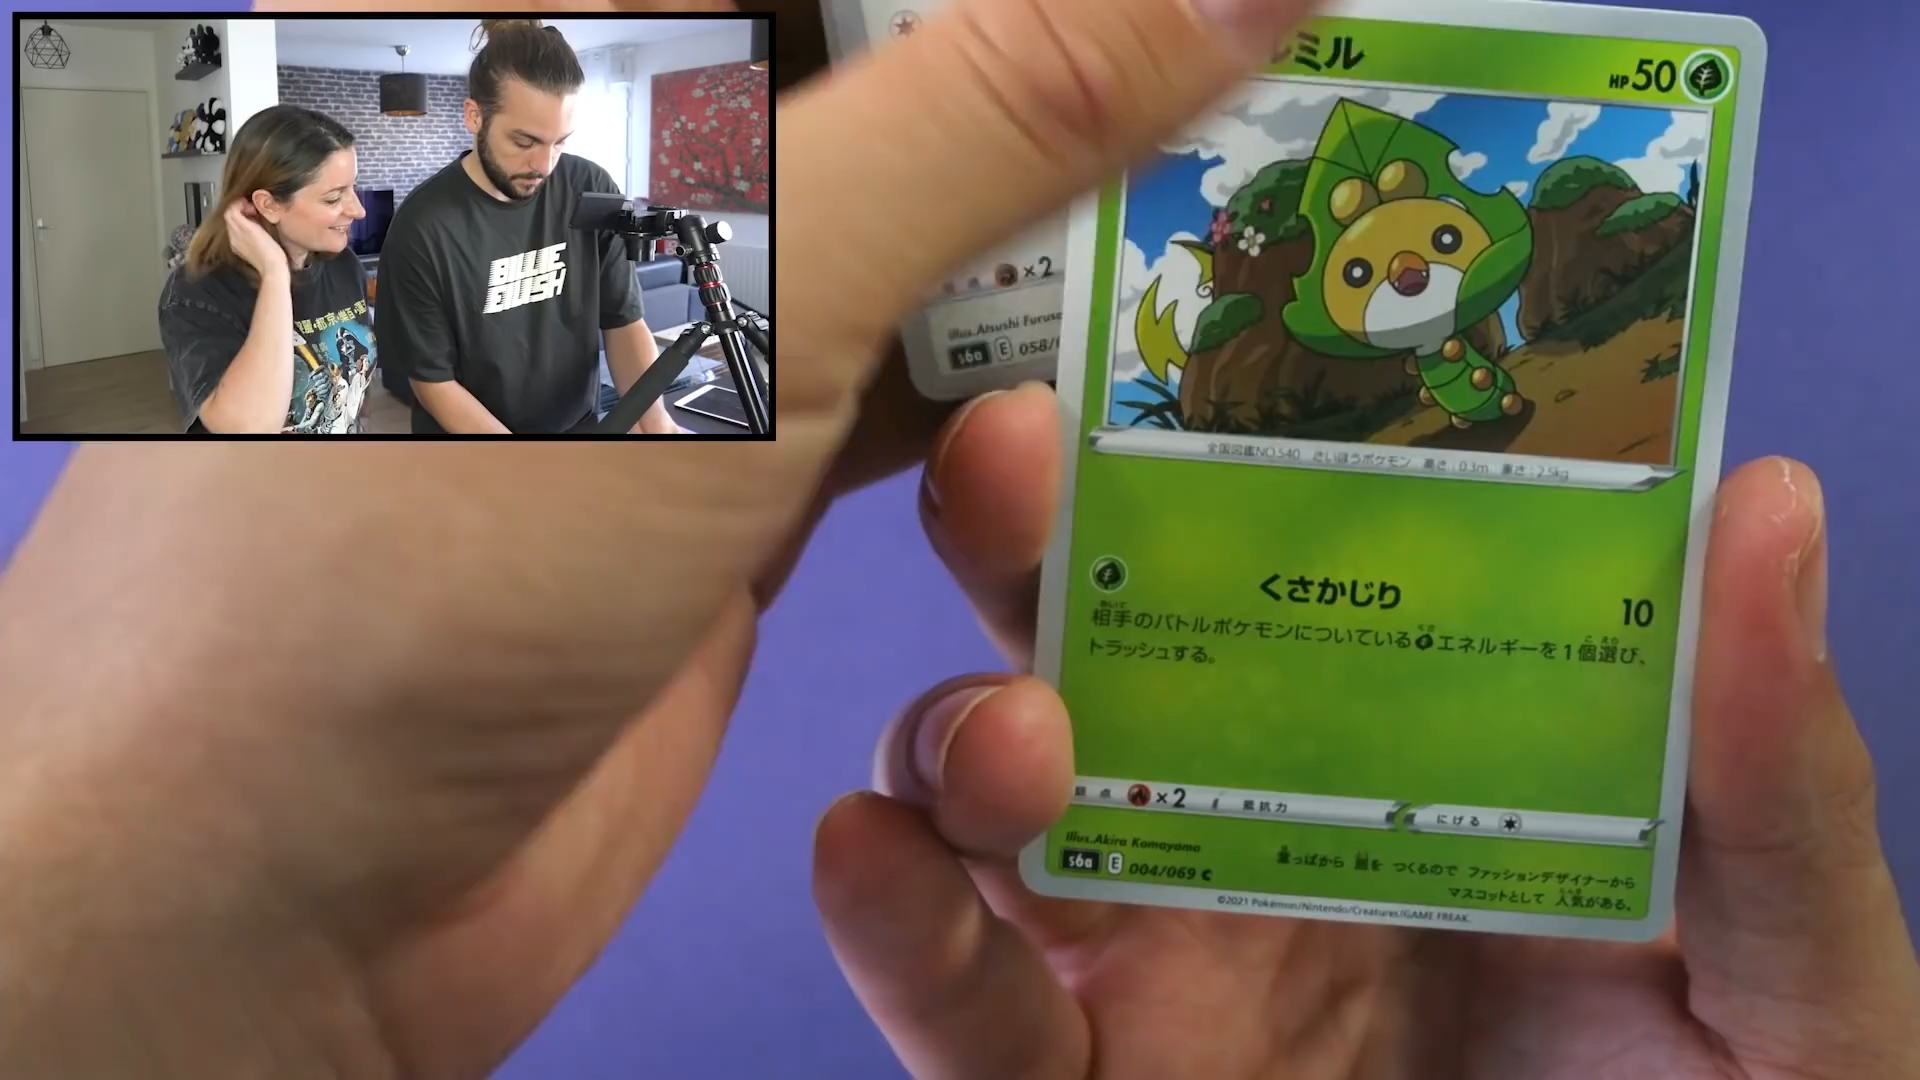 BILLIE
EILISH
ルミル
HP 50
×2
illus.Atsushi Furuse
s6a E 058/
全国図鑑NO.540 さいほうポケモン 高さ:0.3m 重さ:2.5kg
くさかじり 10
相手のバトルポケモンについているエネルギーを1個選び、
トラッシュする。
弱点 ×2 抵抗力 にげる
illus.Akira Komayama
s6a E 004/069 C
葉っぱから 服を つくるので ファッションデザイナーから
マスコットとして 人気がある。
©2021 Pokémon/Nintendo/Creatures/GAME FREAK.